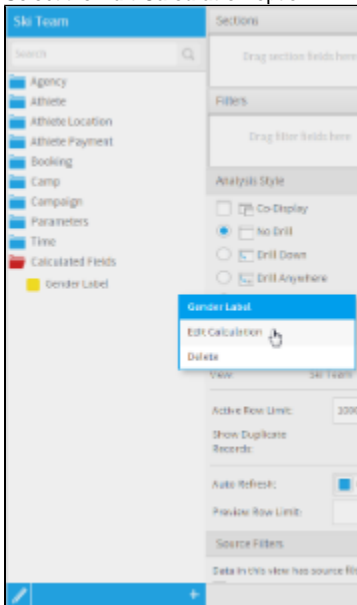 Ski Team
Search
Agency
Athlete
Athlete Location
Athlete Payment
Booking
Camp
Campaign
Parameters
Time
Calculated Fields
Gender Label
Sections
Drag section fields here
Filters
Drag filter fields here
Analysis Style
Co-Display
No Drill
Drill Down
Drill Anywhere
Gender Label
Edit Calculation
Delete
View:
Ski Team
Active Row Limit:
Show Duplicate
Records:
Auto Refresh:
Preview Row Limit:
Source Filters
Data in this view has source